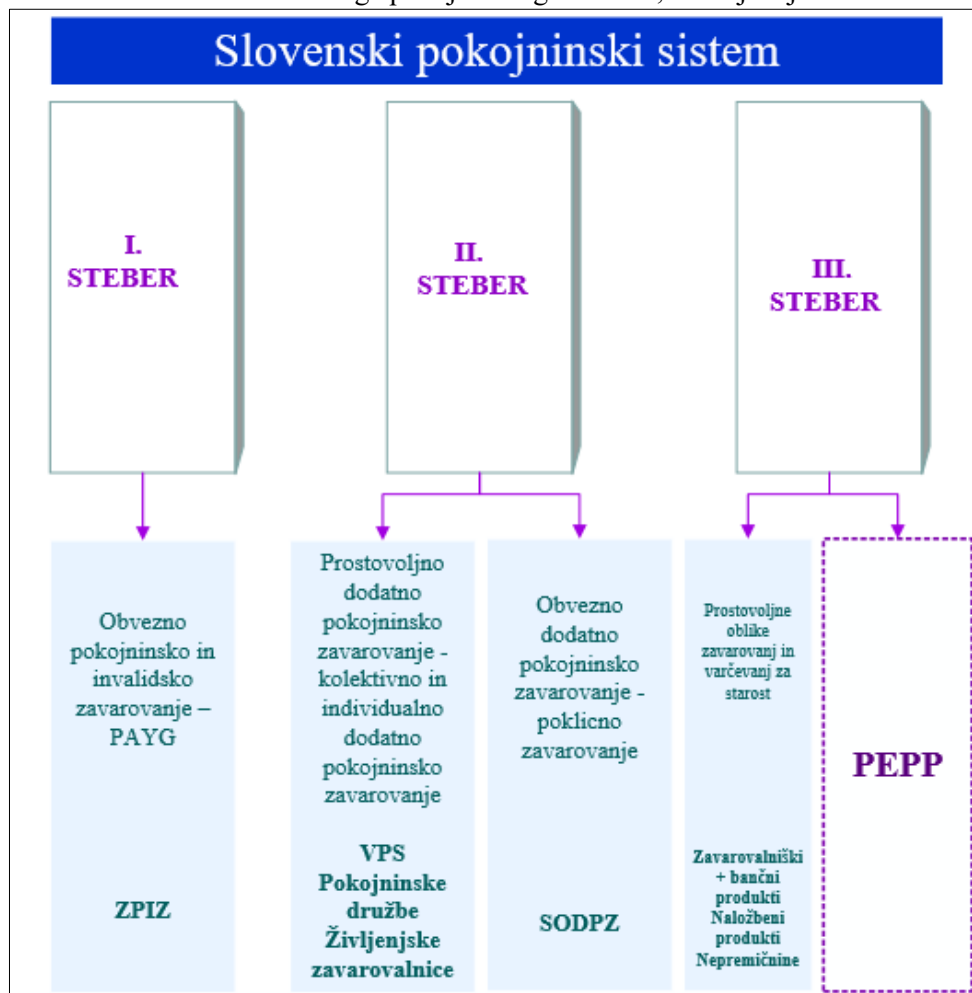 Slovenski pokojninski sistem
I.
STEBER
II.
STEBER
III.
STEBER
Obvezno
pokojninsko in
invalidsko
zavarovanje –
PAYG
ZPIZ
Prostovoljno
dodatno
pokojninsko
zavarovanje -
kolektivno in
individualno
dodatno
pokojninsko
zavarovanje
VPS
Pokojninske
družbe
Življenjske
zavarovalnice
Obvezno
dodatno
pokojninsko
zavarovanje -
poklicno
zavarovanje
SODPZ
Prostovoljne
oblike
zavarovanj in
varčevanj za
starost
Zavarovalniški
+ bančni
produkti
Naložbeni
produkti
Nepremičnine
PEPP